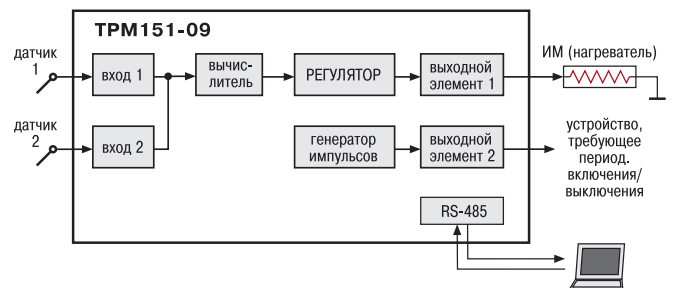 ТРМ151-09
датчик
1
вход 1
вычис-
литель
РЕГУЛЯТОР
выходной
элемент 1
ИМ (нагреватель)
датчик
2
вход 2
генератор
импульсов
выходной
элемент 2
устройство,
требующее
период.
включения/
выключения
RS-485